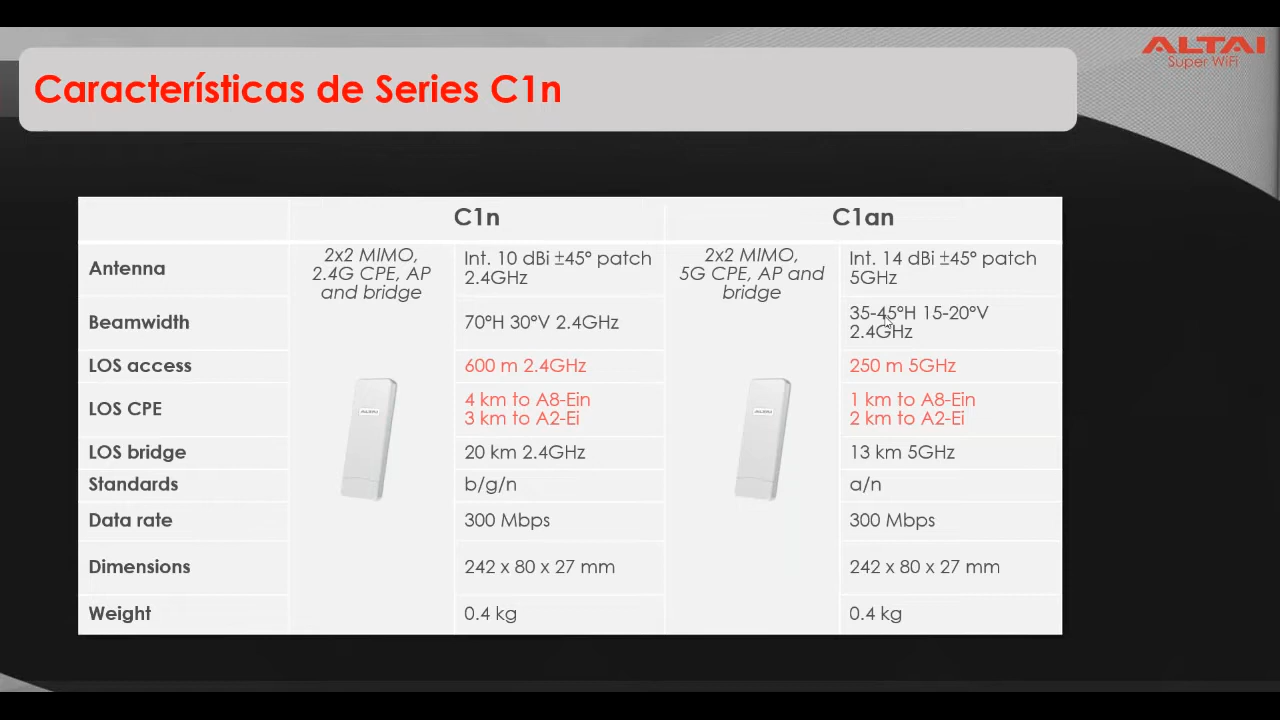 ALTAI
Super WiFi
Características de Series C1n
C1n
C1an
Antenna
2x2 MIMO,
2.4G CPE, AP
and bridge
Int. 10 dBi ±45° patch
2.4GHz
2x2 MIMO,
5G CPE, AP and
bridge
Int. 14 dBi ±45° patch
5GHz
Beamwidth
70°H 30°V 2.4GHz
35-45°H 15-20°V
2.4GHz
LOS access
600 m 2.4GHz
250 m 5GHz
LOS CPE
4 km to A8-Ein
3 km to A2-Ei
1 km to A8-Ein
2 km to A2-Ei
LOS bridge
20 km 2.4GHz
13 km 5GHz
Standards
b/g/n
a/n
Data rate
300 Mbps
300 Mbps
Dimensions
242 x 80 x 27 mm
242 x 80 x 27 mm
Weight
0.4 kg
0.4 kg
ALTAI
ALTAI